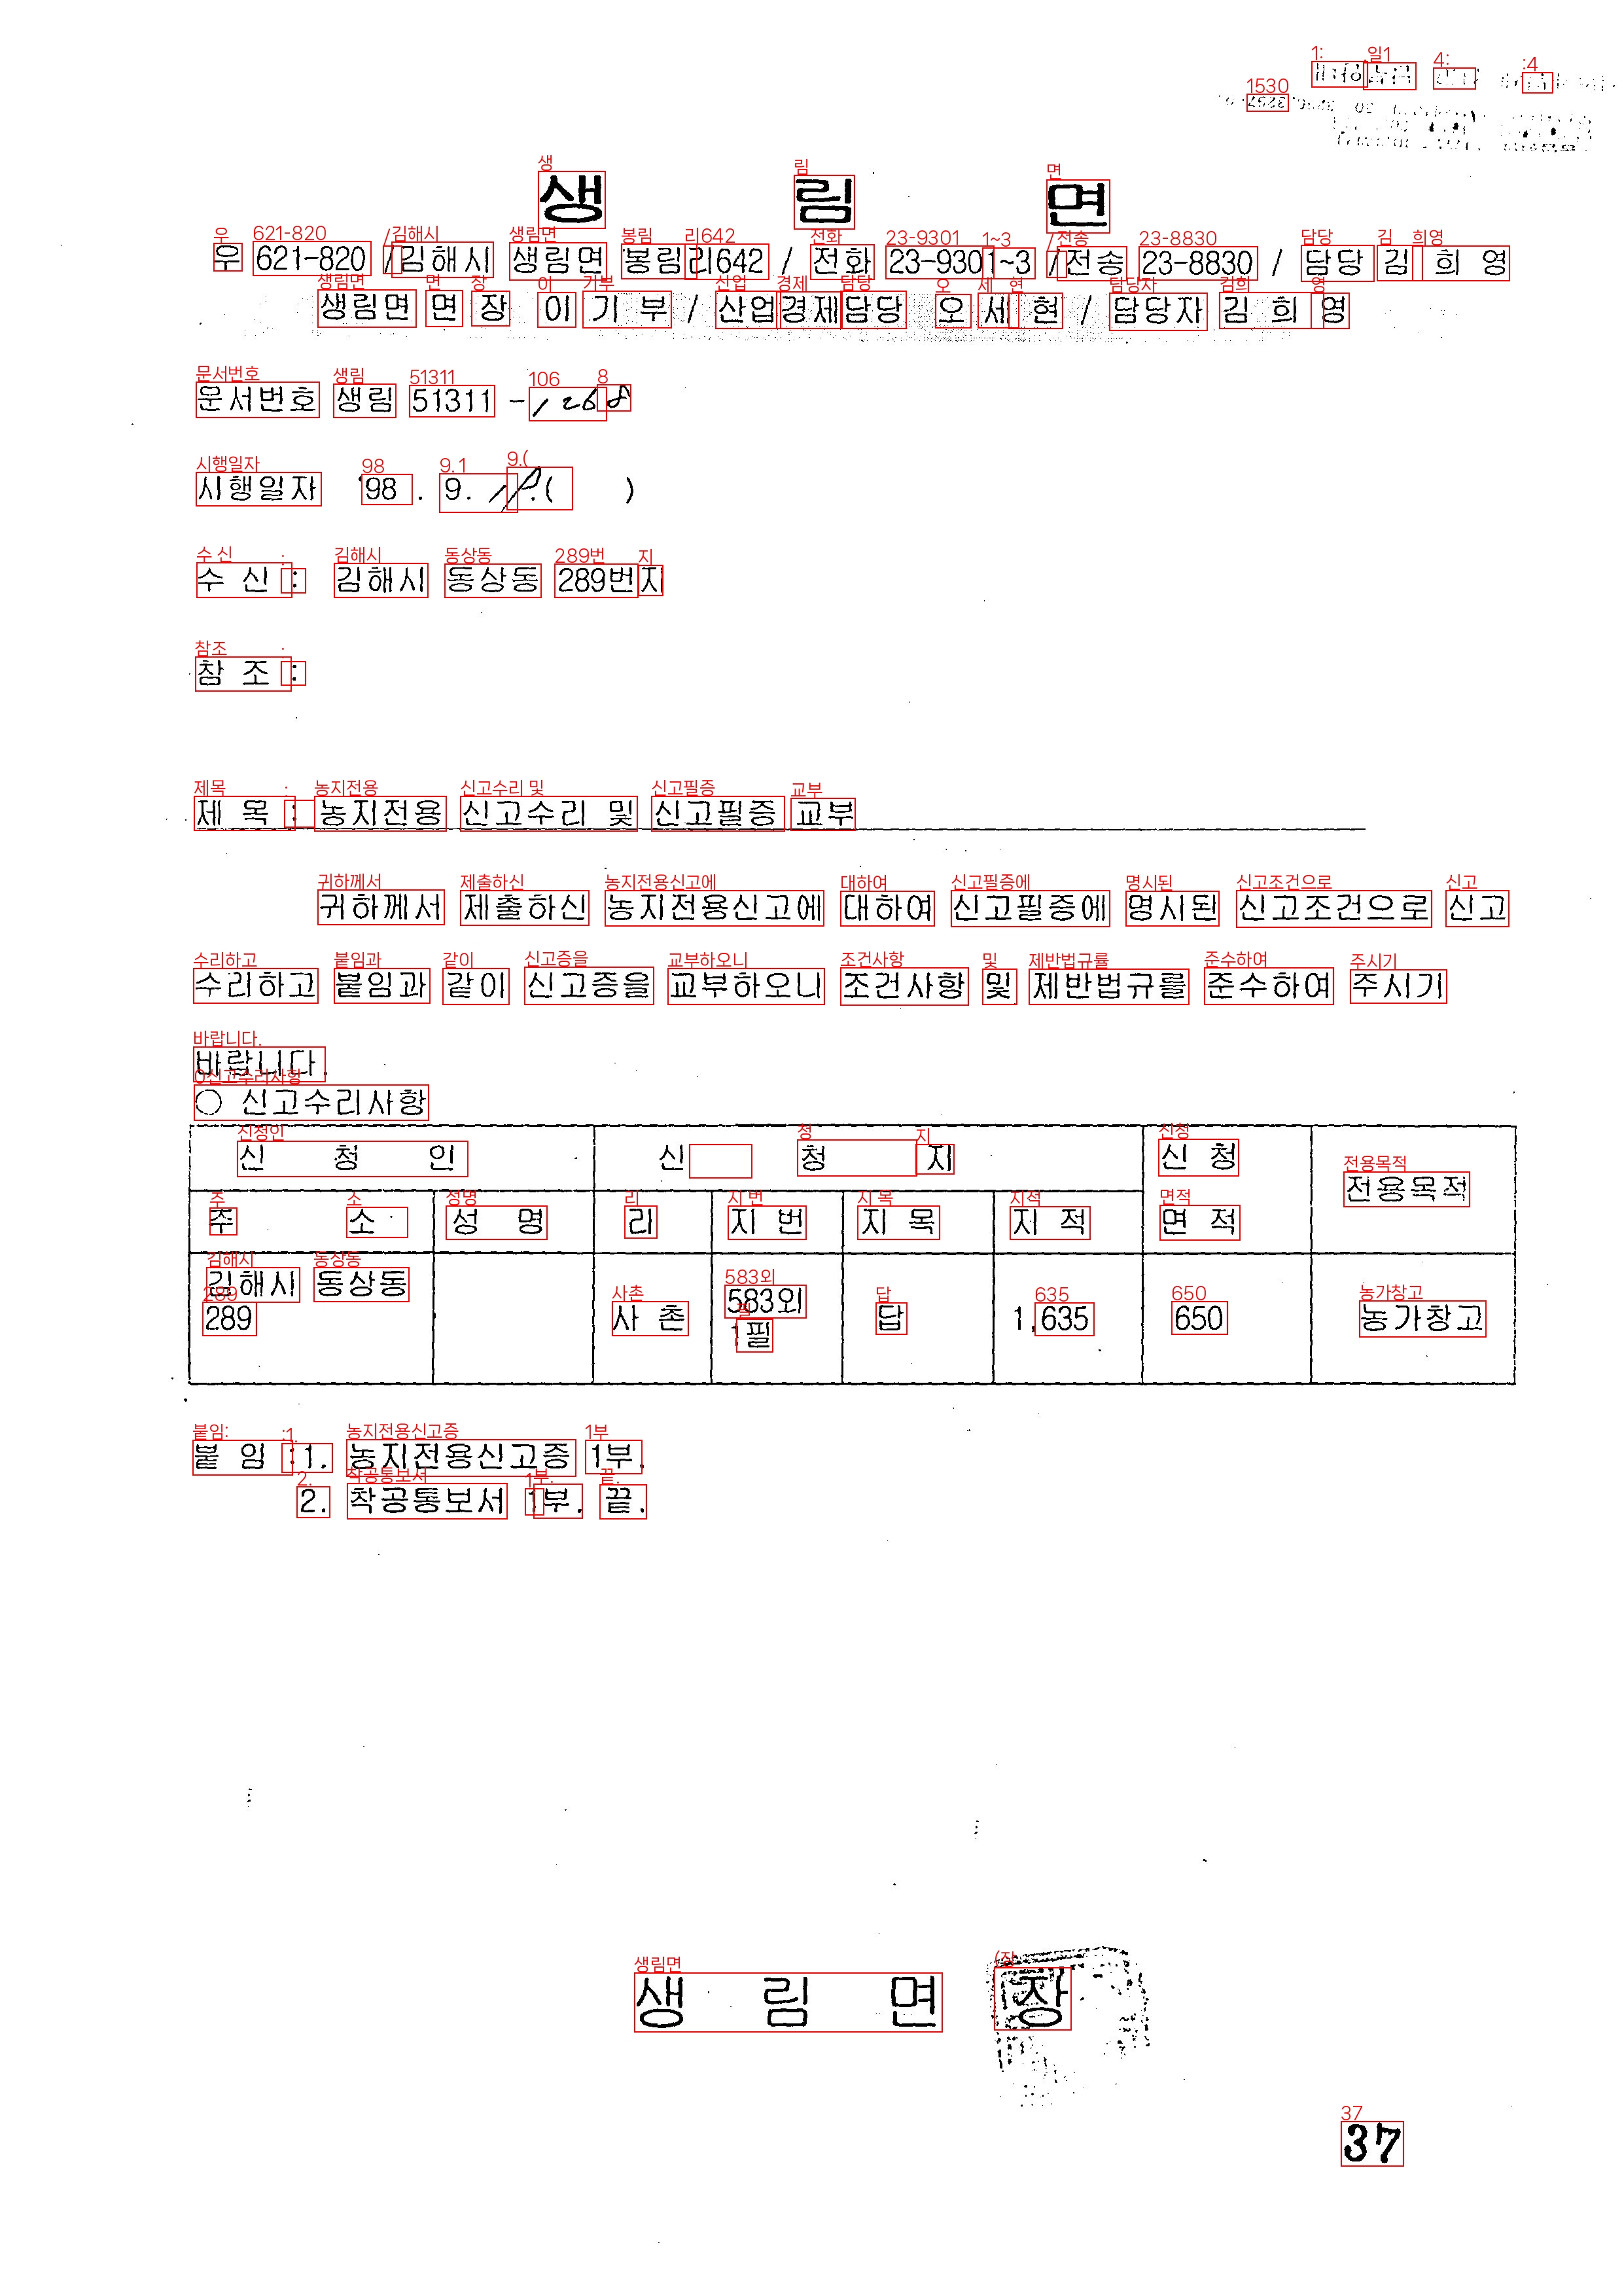 생 림 면
우 621-820 /김해시 생림면 봉림리642 / 전화 23-9301~3 /전송 23-8830 / 담당 김 희 영
생림면 면 장 이 기 부 / 산업경제담당 오 세 현 / 담당자 김 희 영
문서번호 생림 51311 - 1268
시행일자 '98 . 9. . ( )
수 신 : 김해시 동상동 289번지
참 조 :
제 목 : 농지전용 신고수리 및 신고필증 교부
귀하께서 제출하신 농지전용신고에 대하여 신고필증에 명시된 신고조건으로 신고
수리하고 붙임과 같이 신고증을 교부하오니 조건사항 및 제반법규를 준수하여 주시기
바랍니다.
○ 신고수리사항
신 청 인 신 청 지 신 청 전용목적
주 소 성 명 리 지 번 지 목 지 적 면 적
김해시 동상동 사 촌 583외 답 1,635 650 농가창고
289 1필
붙 임 :1. 농지전용신고증 1부.
2. 착공통보서 1부. 끝.
생 림 면 장
37